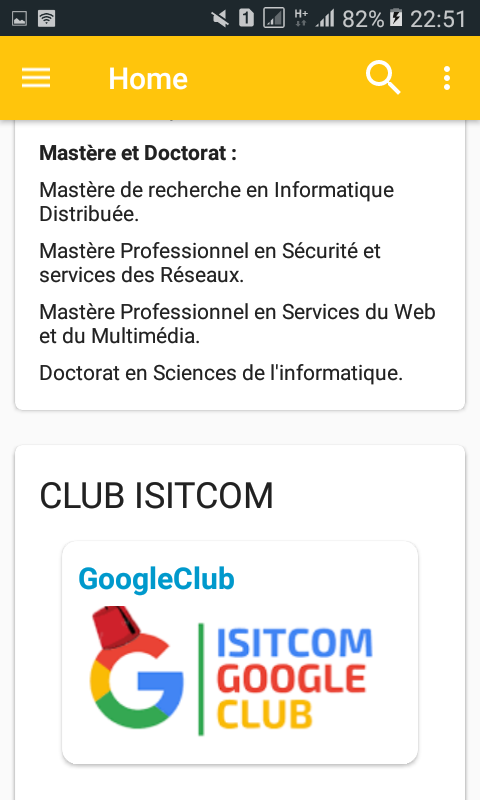 1
H+
82%
22:51
Home
Mastère et Doctorat :
Mastère de recherche en Informatique
Distribuée.
Mastère Professionnel en Sécurité et
services des Réseaux.
Mastère Professionnel en Services du Web
et du Multimédia.
Doctorat en Sciences de l'informatique.
CLUB ISITCOM
GoogleClub
G
ISITCOM
GOOGLE
CLUB